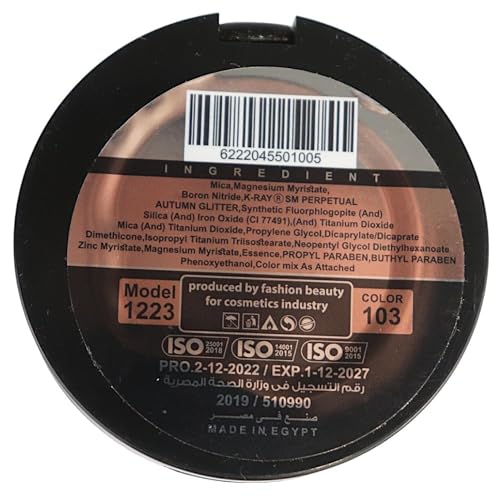 6222045501005
INGREDIENT
Mica,Magnesium Myristate,
Boron Nitride,K-RAY®SM PERPETUAL
AUTUMN GLITTER,Synthetic Fluorphlogopite (And)
Silica (And) Iron Oxide (CI 77491),(And) Titanium Dioxide
Mica (And) Titanium Dioxide,Propylene Glycol,Dicaprylate/Dicaprate
Dimethicone,Isopropyl Titanium Triisostearate,Neopentyl Glycol Diethylhexanoate
Zinc Myristate,Magnesium Myristate,Essence,PROPYL PARABEN,BUTHYL PARABEN
Phenoxyethanol,Color mix As Attached
Model
1223
produced by fashion beauty
for cosmetics industry
COLOR
103
ISO 25001 2018
ISO 14001 2015
ISO 9001 2015
PRO.2-12-2022 / EXP.1-12-2027
رقم التسجيل فى وزارة الصحة المصرية
2019 / 510990
صنع فى مصر
MADE IN EGYPT